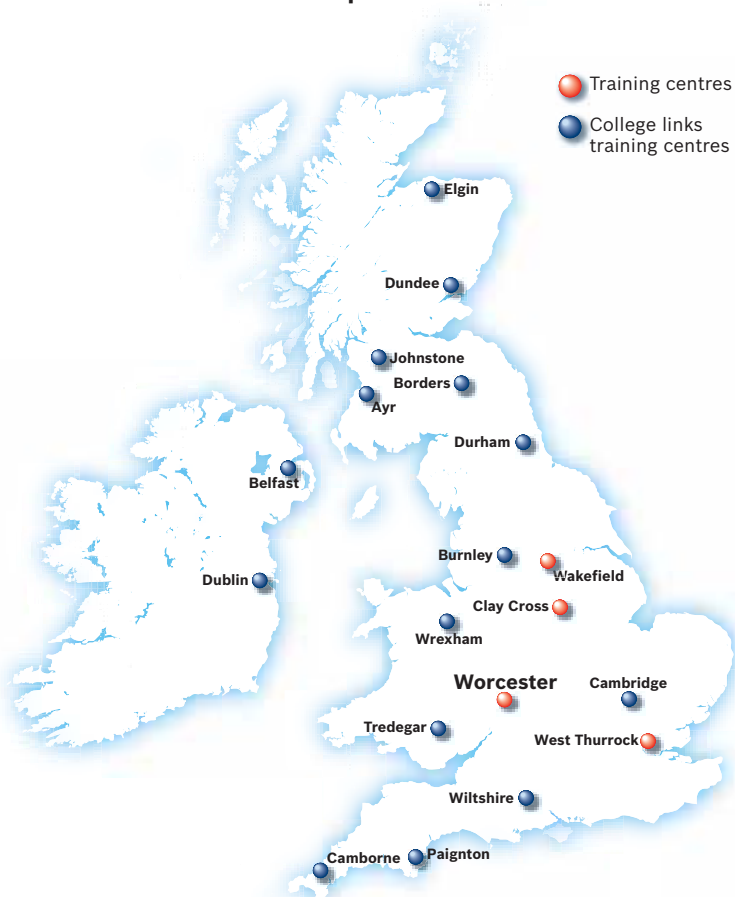 Training centres
College links
training centres
Elgin
Dundee
Johnstone
Borders
Ayr
Durham
Belfast
Burnley
Wakefield
Dublin
Clay Cross
Wrexham
Worcester
Cambridge
Tredegar
West Thurrock
Wiltshire
Camborne
Paignton